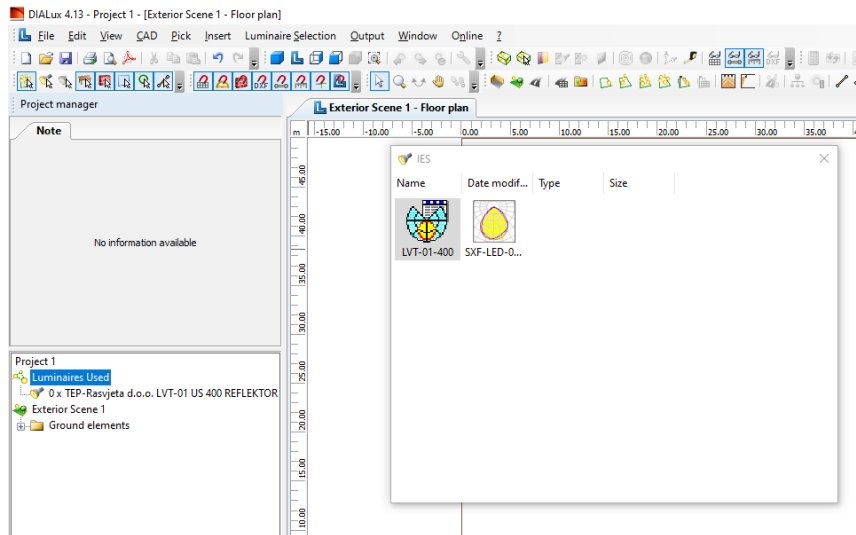 DIALux 4.13 - Project 1 - [Exterior Scene 1 - Floor plan]
File Edit View CAD Pick Insert Luminaire Selection Output Window Online ?
Project manager
Exterior Scene 1 - Floor plan
Note
m -15.00 -10.00 -5.00 0.00 5.00 10.00 15.00 20.00 25.00 30.00 35.00
IES
Name Date modif... Type Size
45.00
40.00
LVT-01-400 SXF-LED-0...
No information available
35.00
30.00
Project 1
Luminaires Used
25.00
0 x TEP-Rasvjeta d.o.o. LVT-01 US 400 REFLEKTOR
Exterior Scene 1
Ground elements
20.00
15.00
10.00